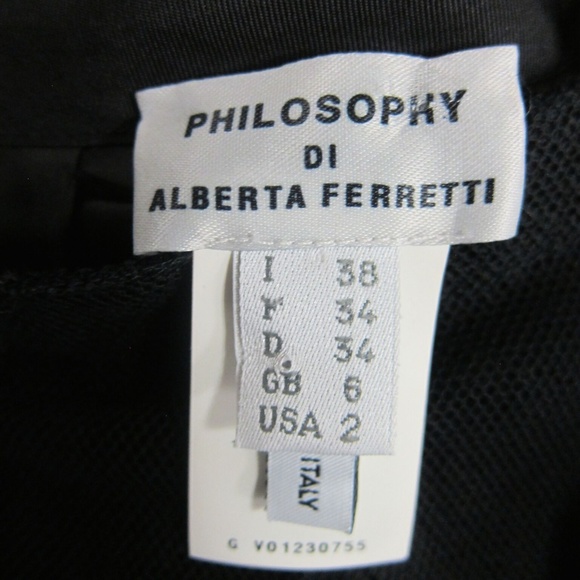 PHILOSOPHY
DI
ALBERTA FERRETTI
I 38
F 34
D 34
GB 6
USA 2
ITALY
G V01230755